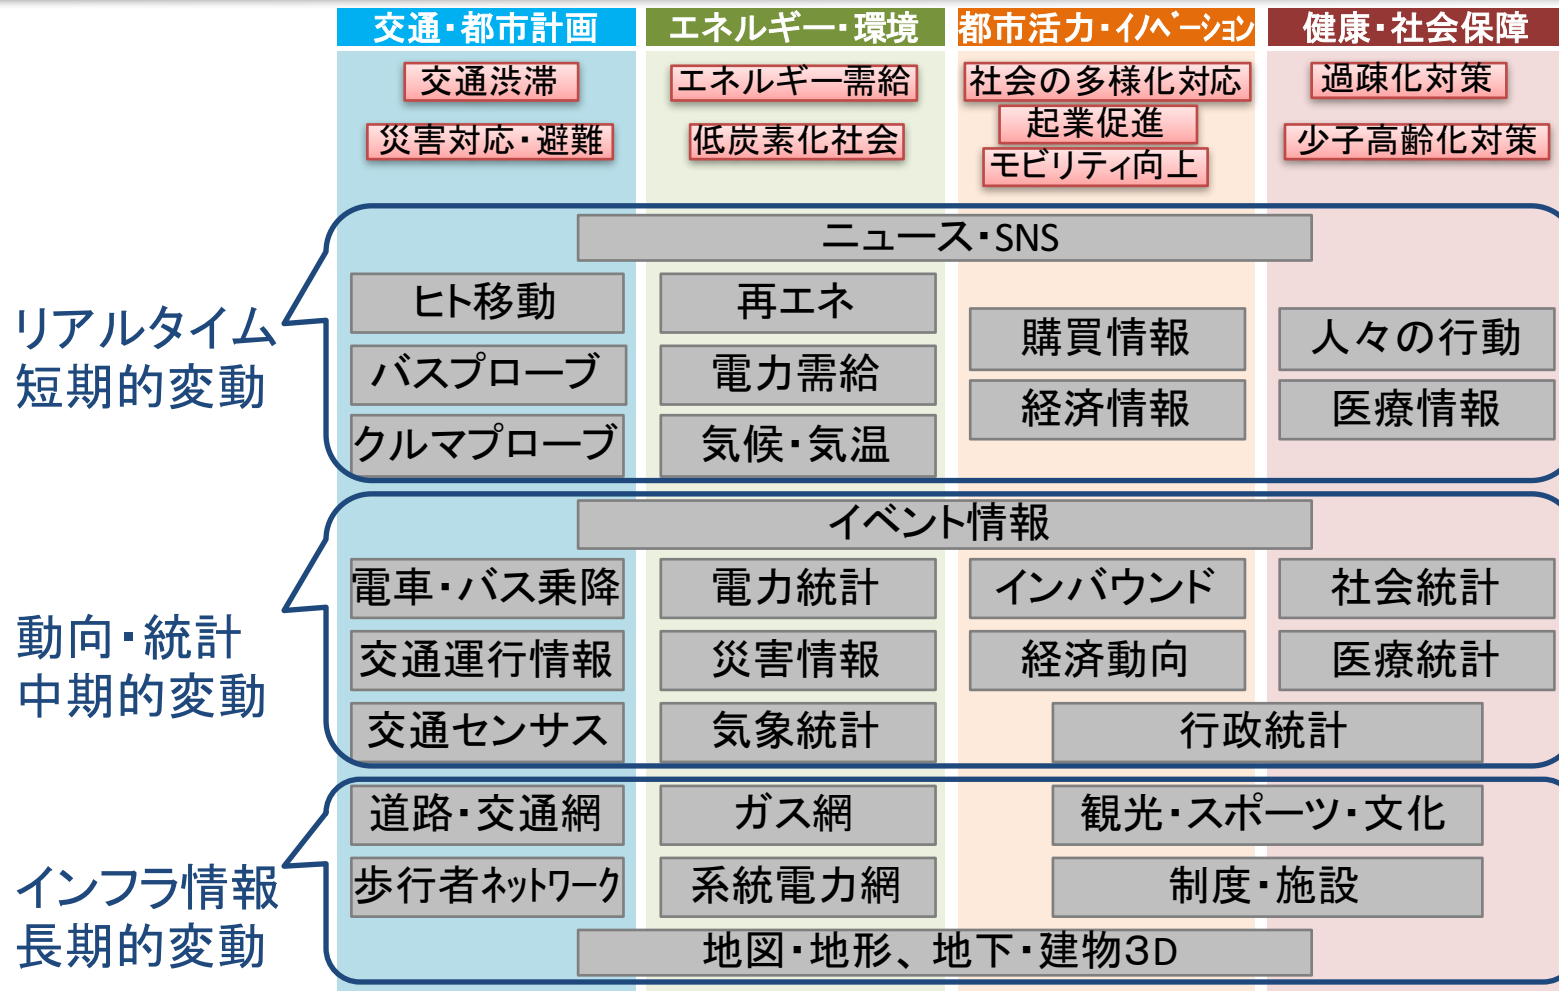 交通・都市計画
エネルギー・環境
都市活力・イノベーション
健康・社会保障
交通渋滞
エネルギー需給
社会の多様化対応
過疎化対策
起業促進
災害対応・避難
低炭素化社会
モビリティ向上
少子高齢化対策
リアルタイム
短期的変動
ニュース・SNS
ヒト移動
再エネ
購買情報
人々の行動
バスプローブ
電力需給
経済情報
医療情報
クルマプローブ
気候・気温
動向・統計
中期的変動
イベント情報
電車・バス乗降
電力統計
インバウンド
社会統計
交通運行情報
災害情報
経済動向
医療統計
交通センサス
気象統計
行政統計
インフラ情報
長期的変動
道路・交通網
ガス網
観光・スポーツ・文化
歩行者ネットワーク
系統電力網
制度・施設
地図・地形、地下・建物3D